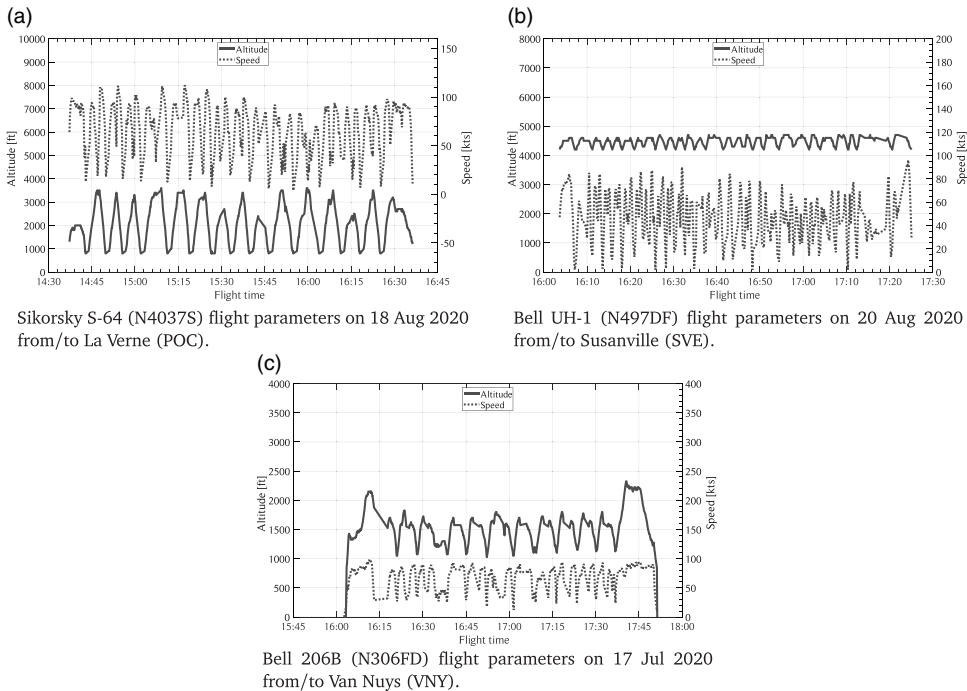 (a)
Altitude
Speed
10000
9000
8000
7000
6000
5000
4000
3000
2000
1000
0
Altitude [ft]
150
100
50
0
-50
Speed [kts]
14:30 14:45 15:00 15:15 15:30 15:45 16:00 16:15 16:30 16:45
Flight time
Sikorsky S-64 (N4037S) flight parameters on 18 Aug 2020
from/to La Verne (POC).
(b)
Altitude
Speed
8000
7000
6000
5000
4000
3000
2000
1000
0
Altitude [ft]
200
180
160
140
120
100
80
60
40
20
0
Speed [kts]
16:00 16:10 16:20 16:30 16:40 16:50 17:00 17:10 17:20 17:30
Flight time
Bell UH-1 (N497DF) flight parameters on 20 Aug 2020
from/to Susanville (SVE).
(c)
Altitude
Speed
4000
3500
3000
2500
2000
1500
1000
500
0
Altitude [ft]
400
350
300
250
200
150
100
50
0
Speed [kts]
15:45 16:00 16:15 16:30 16:45 17:00 17:15 17:30 17:45 18:00
Flight time
Bell 206B (N306FD) flight parameters on 17 Jul 2020
from/to Van Nuys (VNY).